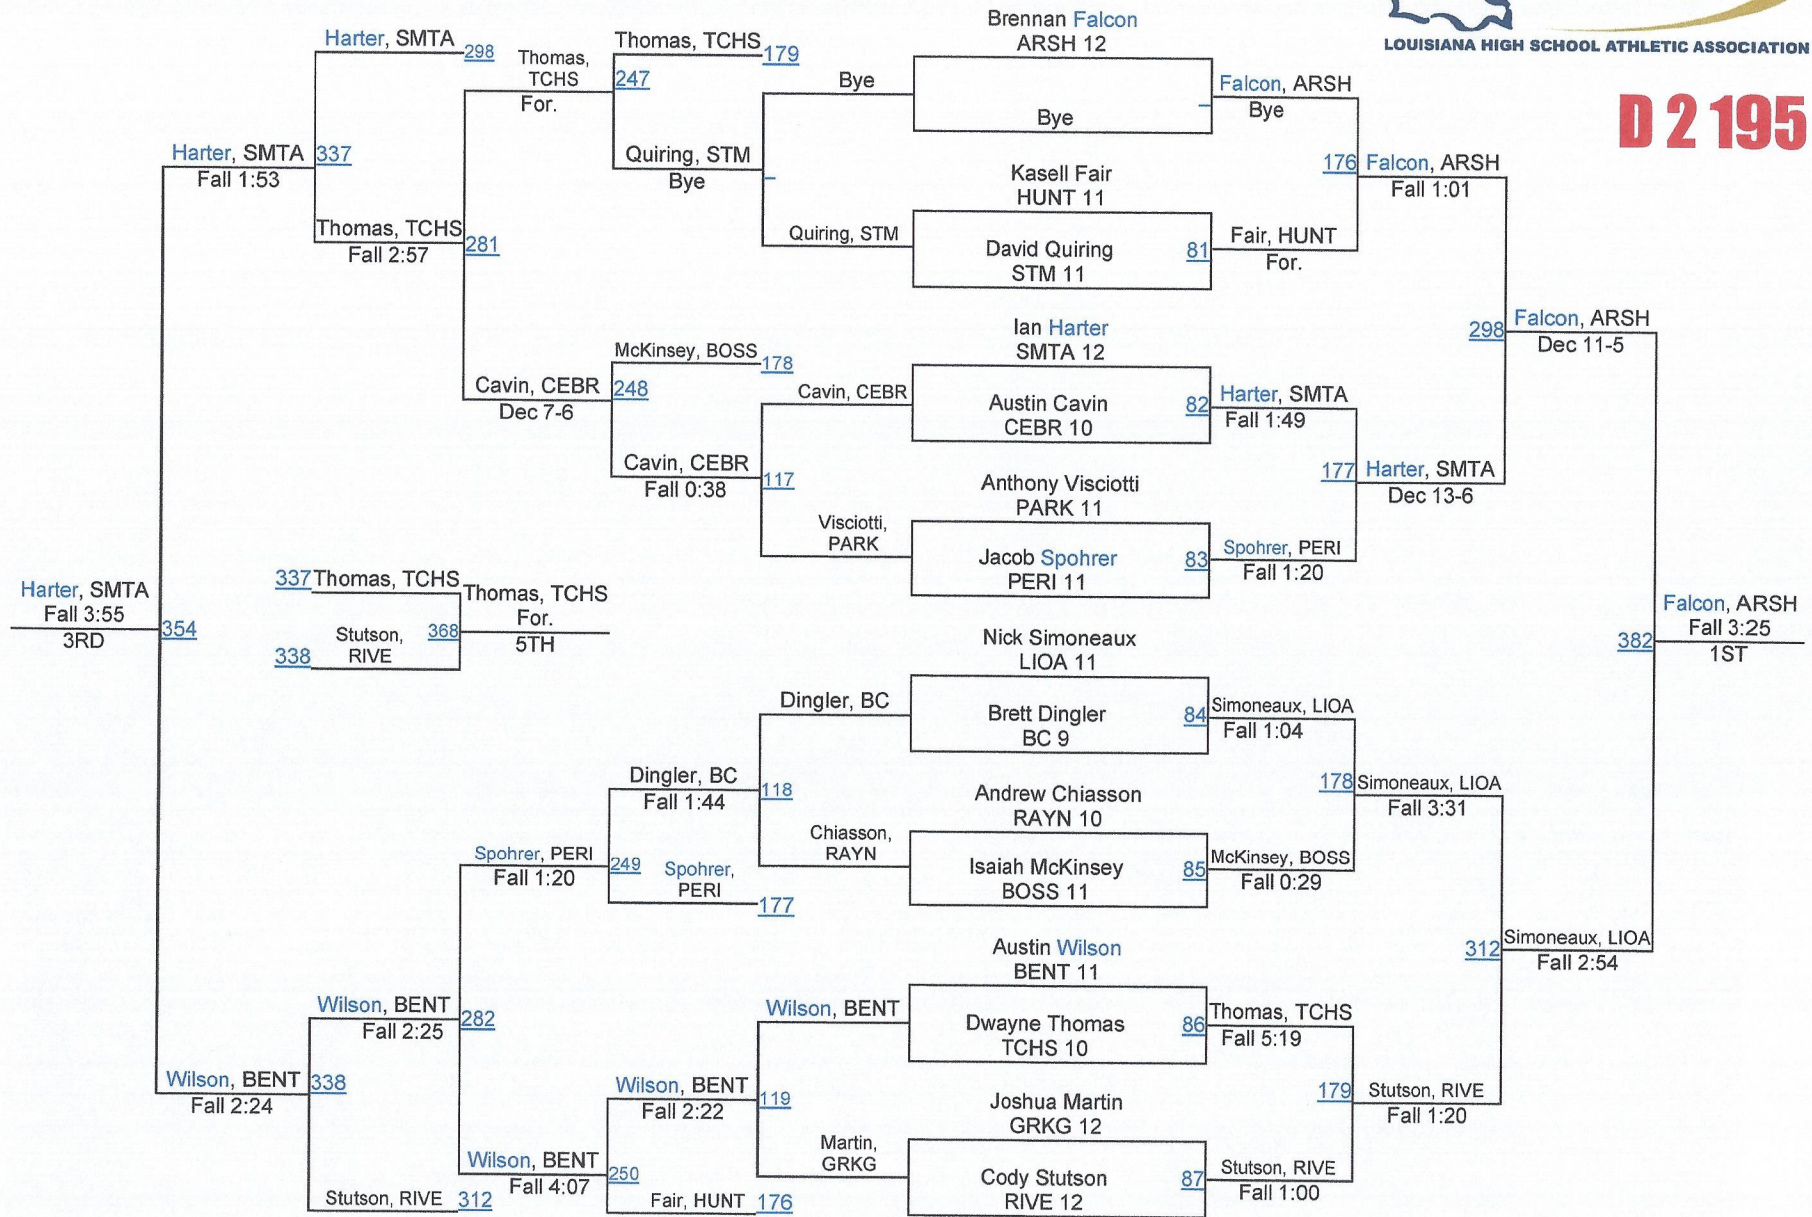 LOUISIANA HIGH SCHOOL ATHLETIC ASSOCIATION
D 2 195
Harter, SMTA
298
Harter, SMTA
337
Fall 1:53
Thomas, TCHS
281
Fall 2:57
Thomas,
TCHS
247
For.
Thomas, TCHS
179
Quiring, STM
Bye
Bye
Quiring, STM
Cavin, CEBR
248
Dec 7-6
McKinsey, BOSS
178
Cavin, CEBR
117
Fall 0:38
Cavin, CEBR
Visciotti,
PARK
Brennan Falcon
ARSH 12
Bye
Falcon, ARSH
Bye
Kasell Fair
HUNT 11
David Quiring
STM 11
81
Fair, HUNT
For.
176
Falcon, ARSH
Fall 1:01
Ian Harter
SMTA 12
Austin Cavin
CEBR 10
82
Harter, SMTA
Fall 1:49
Anthony Visciotti
PARK 11
Jacob Spohrer
PERI 11
83
Spohrer, PERI
Fall 1:20
177
Harter, SMTA
Dec 13-6
298
Falcon, ARSH
Dec 11-5
Harter, SMTA
Fall 3:55
3RD
354
337
Thomas, TCHS
338
Stutson,
RIVE
368
Thomas, TCHS
For.
5TH
Nick Simoneaux
LIOA 11
Brett Dingler
BC 9
84
Simoneaux, LIOA
Fall 1:04
Andrew Chiasson
RAYN 10
Isaiah McKinsey
BOSS 11
85
McKinsey, BOSS
Fall 0:29
178
Simoneaux, LIOA
Fall 3:31
Austin Wilson
BENT 11
Dwayne Thomas
TCHS 10
86
Thomas, TCHS
Fall 5:19
Joshua Martin
GRKG 12
Cody Stutson
RIVE 12
87
Stutson, RIVE
Fall 1:00
179
Stutson, RIVE
Fall 1:20
312
Simoneaux, LIOA
Fall 2:54
382
Falcon, ARSH
Fall 3:25
1ST
Dingler, BC
Chiasson,
RAYN
Dingler, BC
118
Fall 1:44
Spohrer, PERI
249
Fall 1:20
Spohrer,
PERI
177
Wilson, BENT
282
Fall 2:25
Wilson, BENT
338
Fall 2:24
Wilson, BENT
Wilson, BENT
119
Fall 2:22
Martin,
GRKG
Wilson, BENT
250
Fall 4:07
Fair, HUNT
176
Stutson, RIVE
312